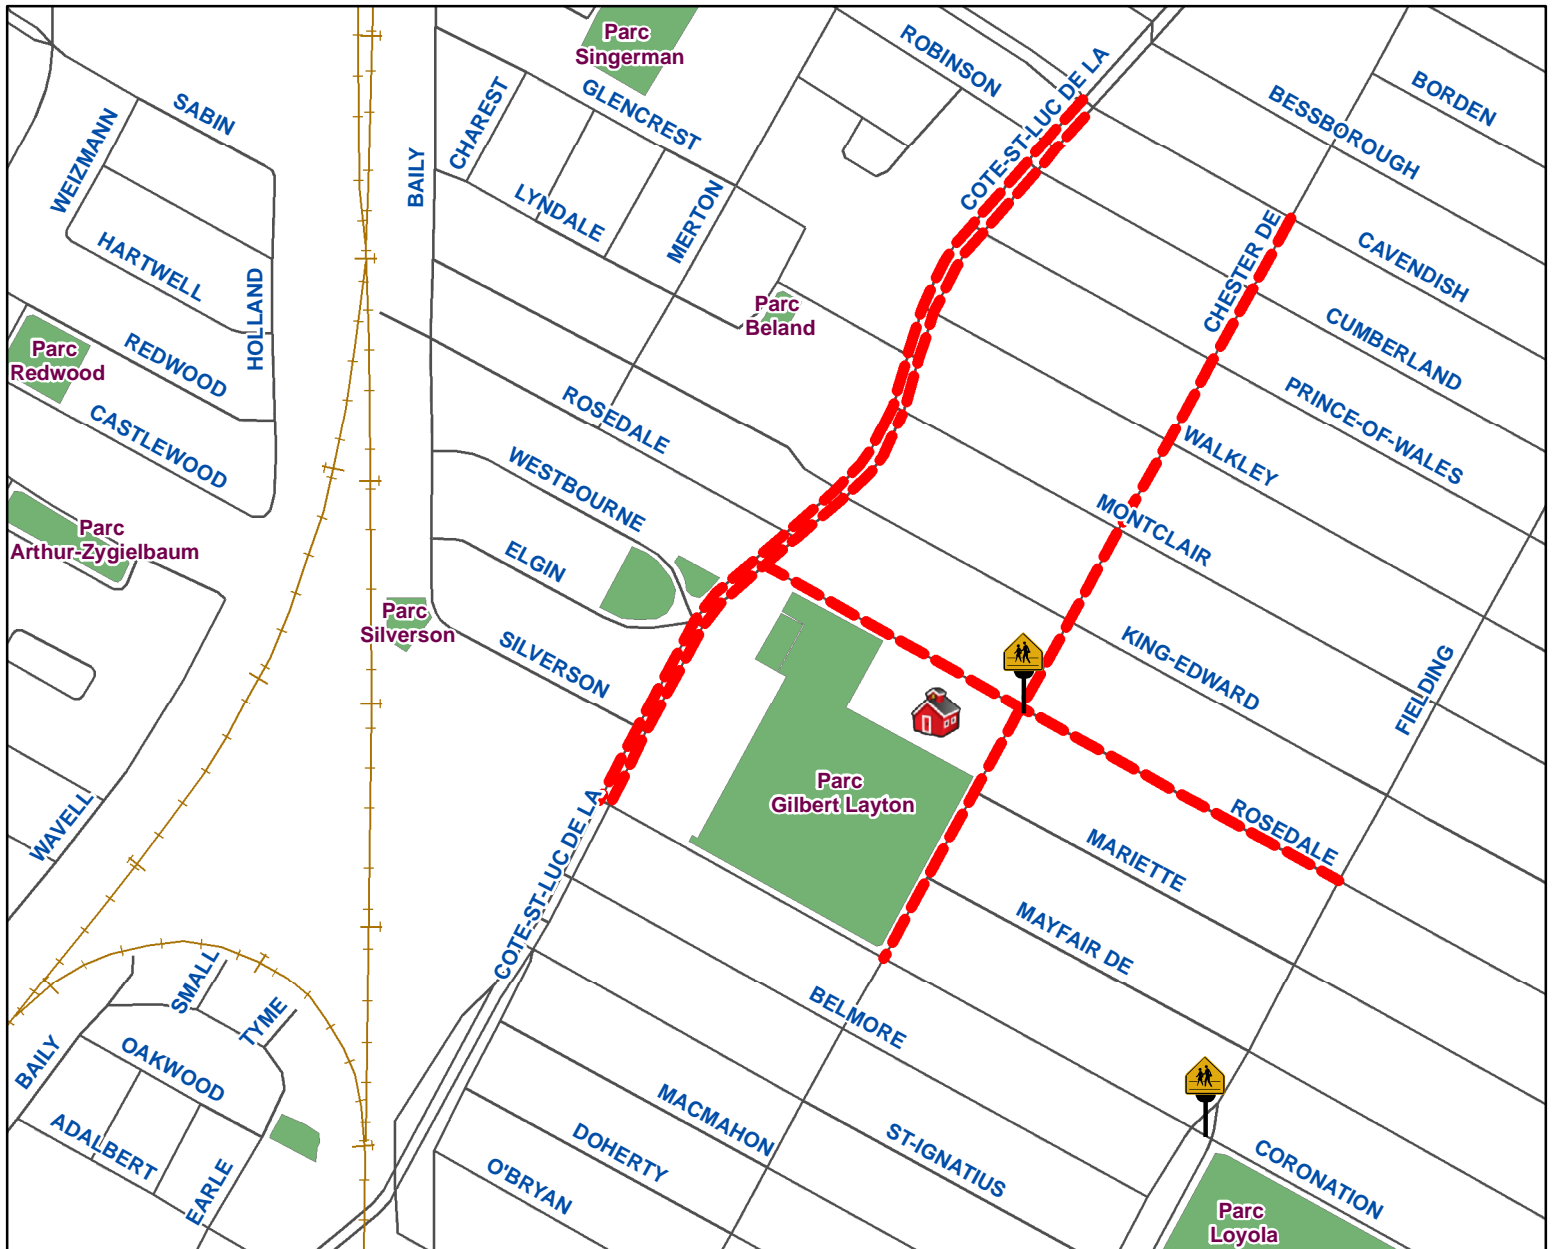 Parc
Singerman
ROBINSON
COTE-ST-LUC DE LA
BORDEN
BESSBOROUGH
SABIN
CHAREST
GLENCREST
WEIZMANN
BAILY
LYNDALE
MERTON
HARTWELL
HOLLAND
CHESTER DE
CAVENDISH
Parc
Beland
CUMBERLAND
Parc
Redwood
REDWOOD
CASTLEWOOD
ROSEDALE
PRINCE-OF-WALES
WALKLEY
WESTBOURNE
MONTCLAIR
Parc
Arthur-Zygielbaum
ELGIN
Parc
Silverson
SILVERSON
KING-EDWARD
FIELDING
Parc
Gilbert Layton
ROSEDALE
WAVELL
COTE-ST-LUC DE LA
MARIETTE
MAYFAIR DE
SMALL
TYME
BELMORE
BAILY
OAKWOOD
ADALBERT
EARLE
MACMAHON
DOHERTY
O'BRYAN
ST-IGNATIUS
CORONATION
Parc
Loyola